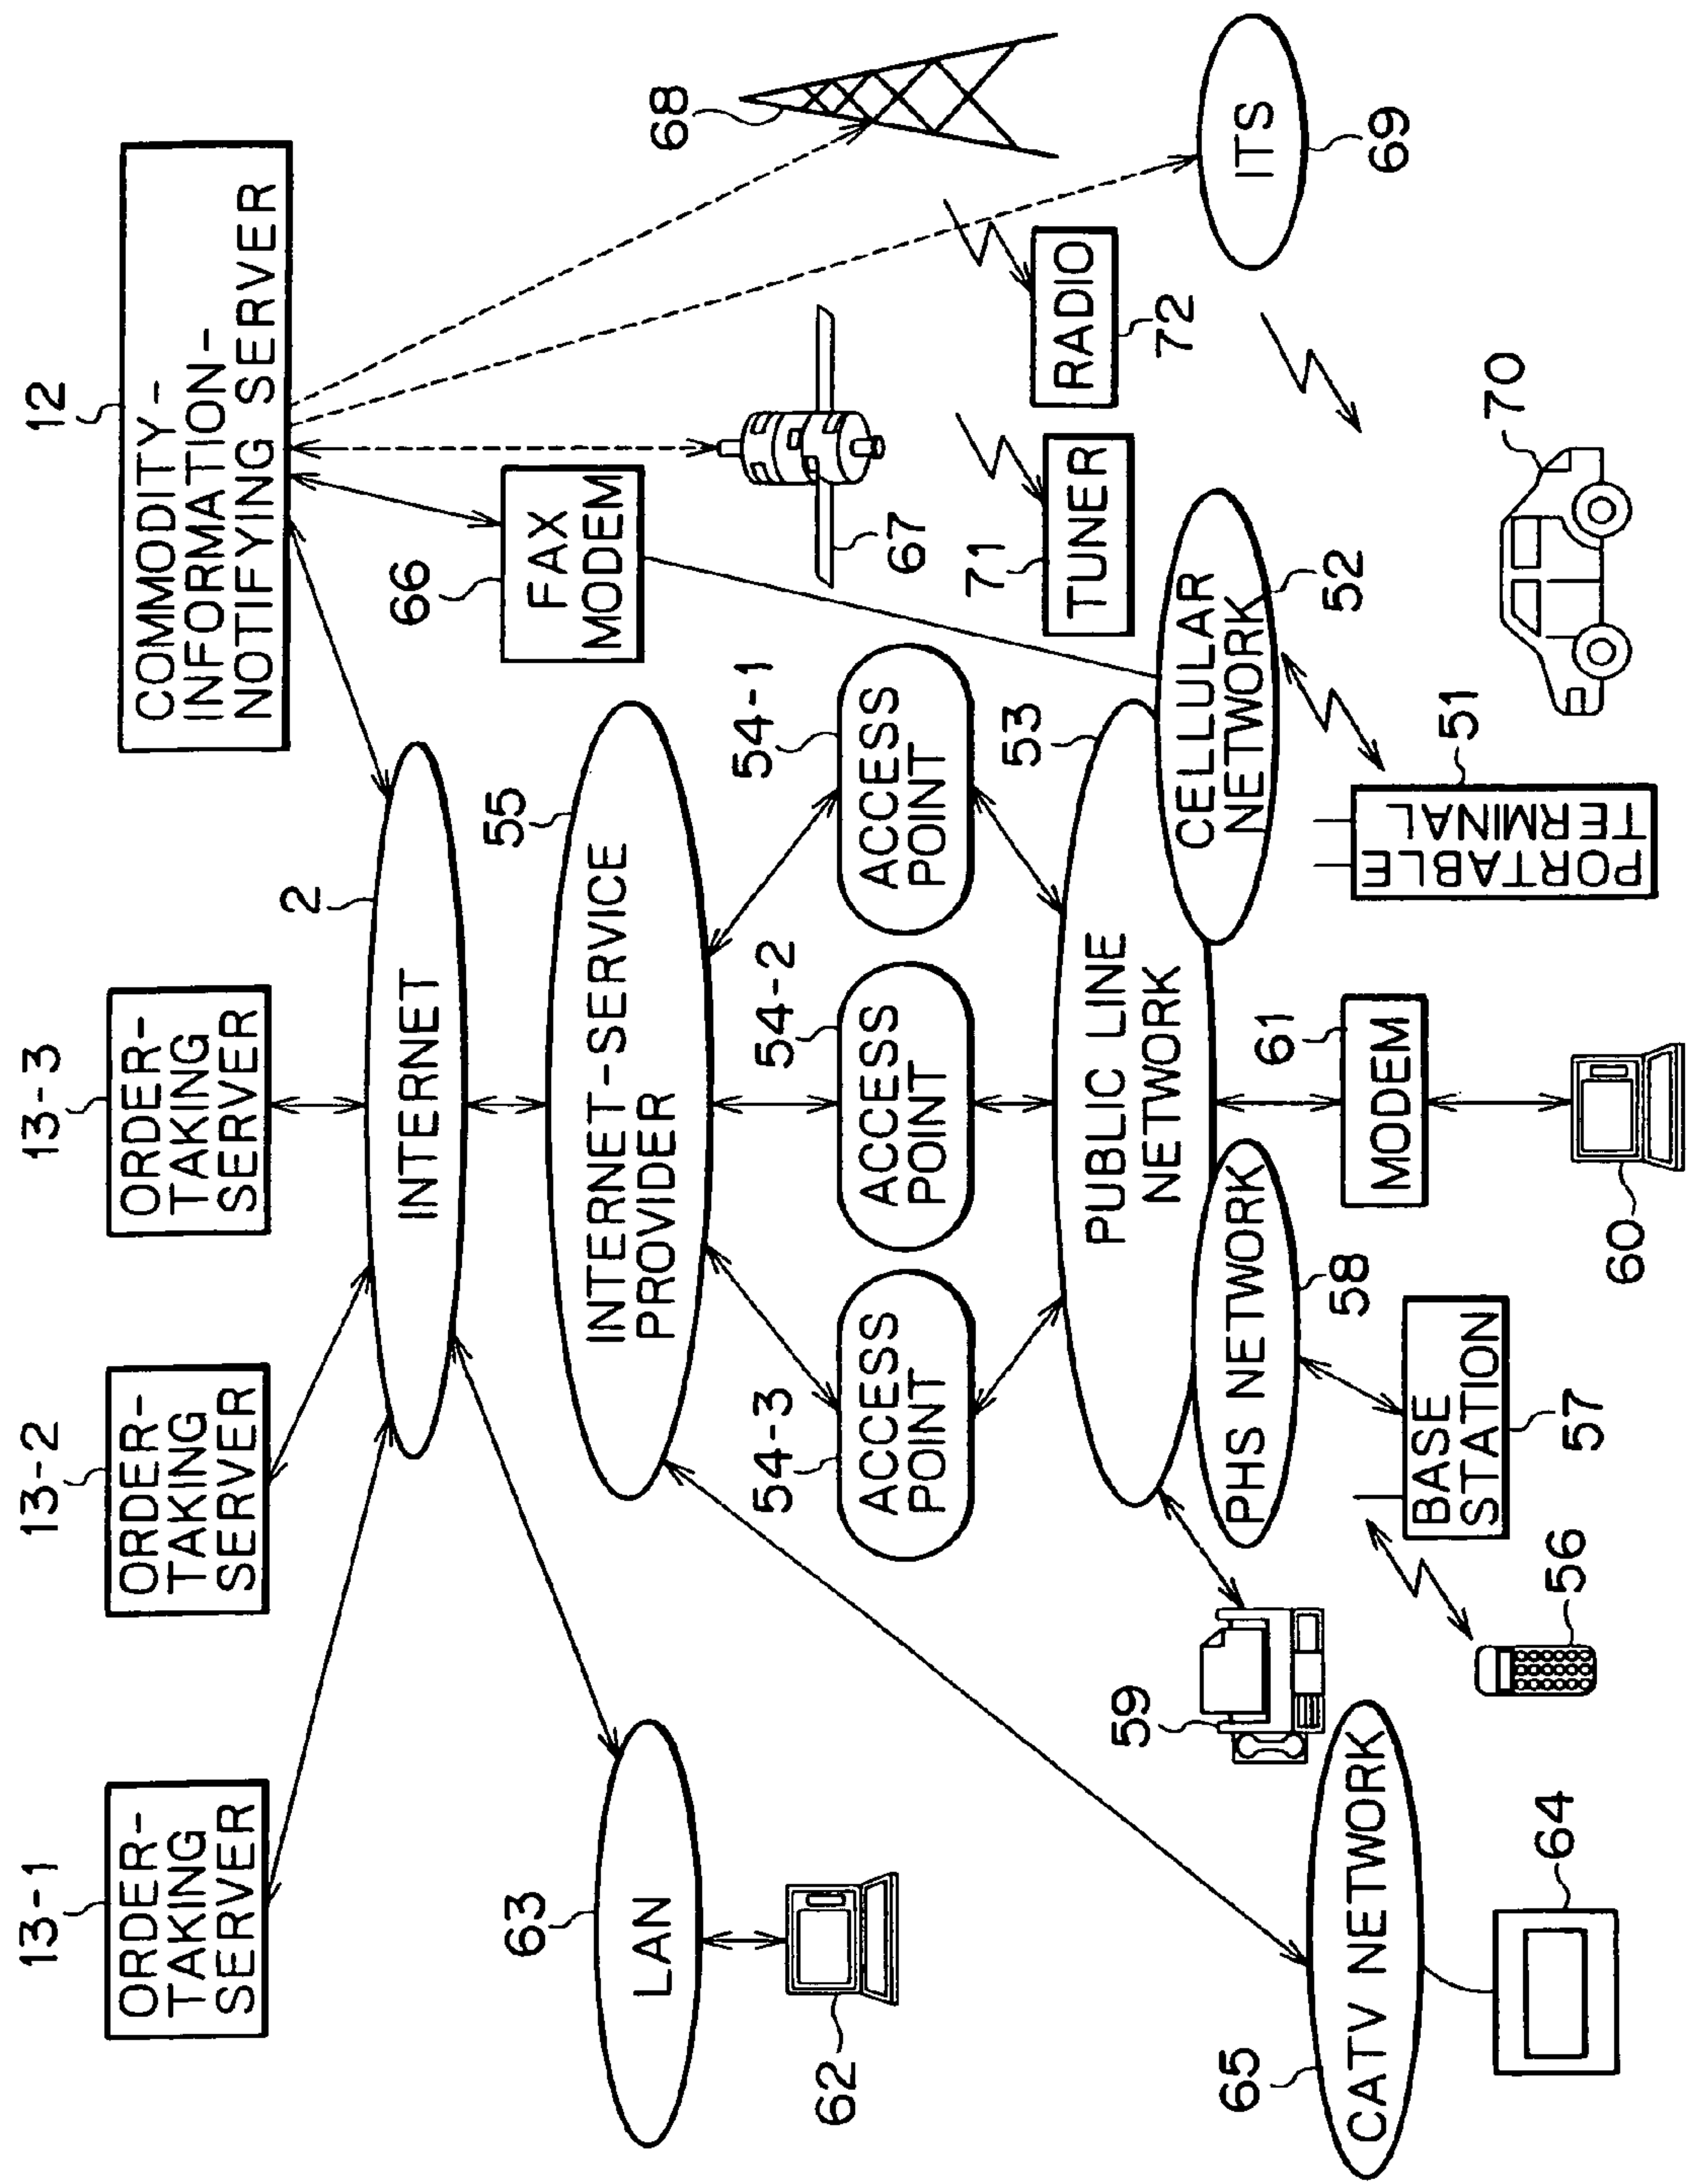 13-1
ORDER-
TAKING
SERVER
13-2
ORDER-
TAKING
SERVER
13-3
ORDER-
TAKING
SERVER
12
COMMODITY-
INFORMATION-
NOTIFYING SERVER
2
INTERNET
63
LAN
62
55
INTERNET-SERVICE
PROVIDER
66
FAX
MODEM
67
68
54-3
ACCESS
POINT
54-2
ACCESS
POINT
54-1
ACCESS
POINT
53
PUBLIC LINE
NETWORK
71
TUNER
RADIO
72
ITS
69
59
PHS NETWORK
58
CELLULAR
NETWORK
52
65
CATV NETWORK
64
56
BASE
STATION
57
61
MODEM
60
51
PORTABLE
TERMINAL
70